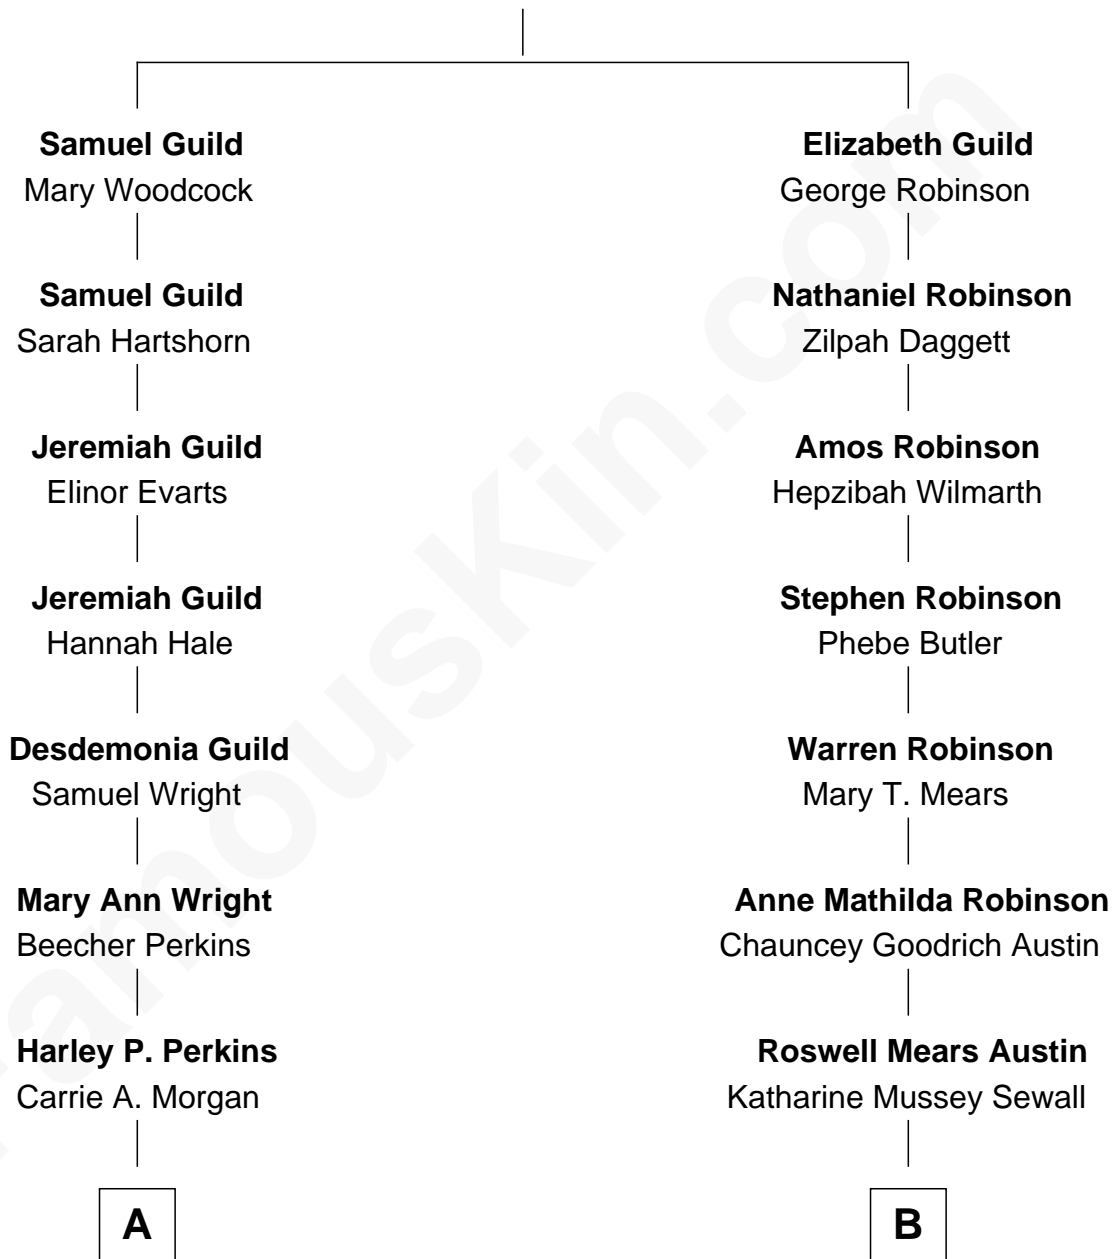 Samuel Guild
Mary Woodcock
Elizabeth Guild
George Robinson
Samuel Guild
Sarah Hartshorn
Nathaniel Robinson
Zilpah Daggett
Jeremiah Guild
Elinor Evarts
Amos Robinson
Hepzibah Wilmarth
Jeremiah Guild
Hannah Hale
Stephen Robinson
Phebe Butler
Desdemonia Guild
Samuel Wright
Warren Robinson
Mary T. Mears
Mary Ann Wright
Beecher Perkins
Anne Mathilda Robinson
Chauncey Goodrich Austin
Harley P. Perkins
Carrie A. Morgan
Roswell Mears Austin
Katharine Mussey Sewall
A
B
FamousKin.com